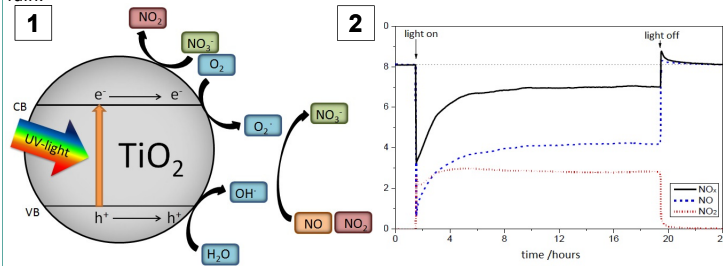 1
NO₂
NO₃⁻
O₂
CB
e⁻
e⁻
O₂⁻
NO₃⁻
UV-light
TiO₂
OH·
VB
h⁺
h⁺
NO
NO₂
H₂O
2
light on
light off
8
6
4
2
0
NOₓ
NO
NO₂
0
4
8
12
16
20
24
time /hours